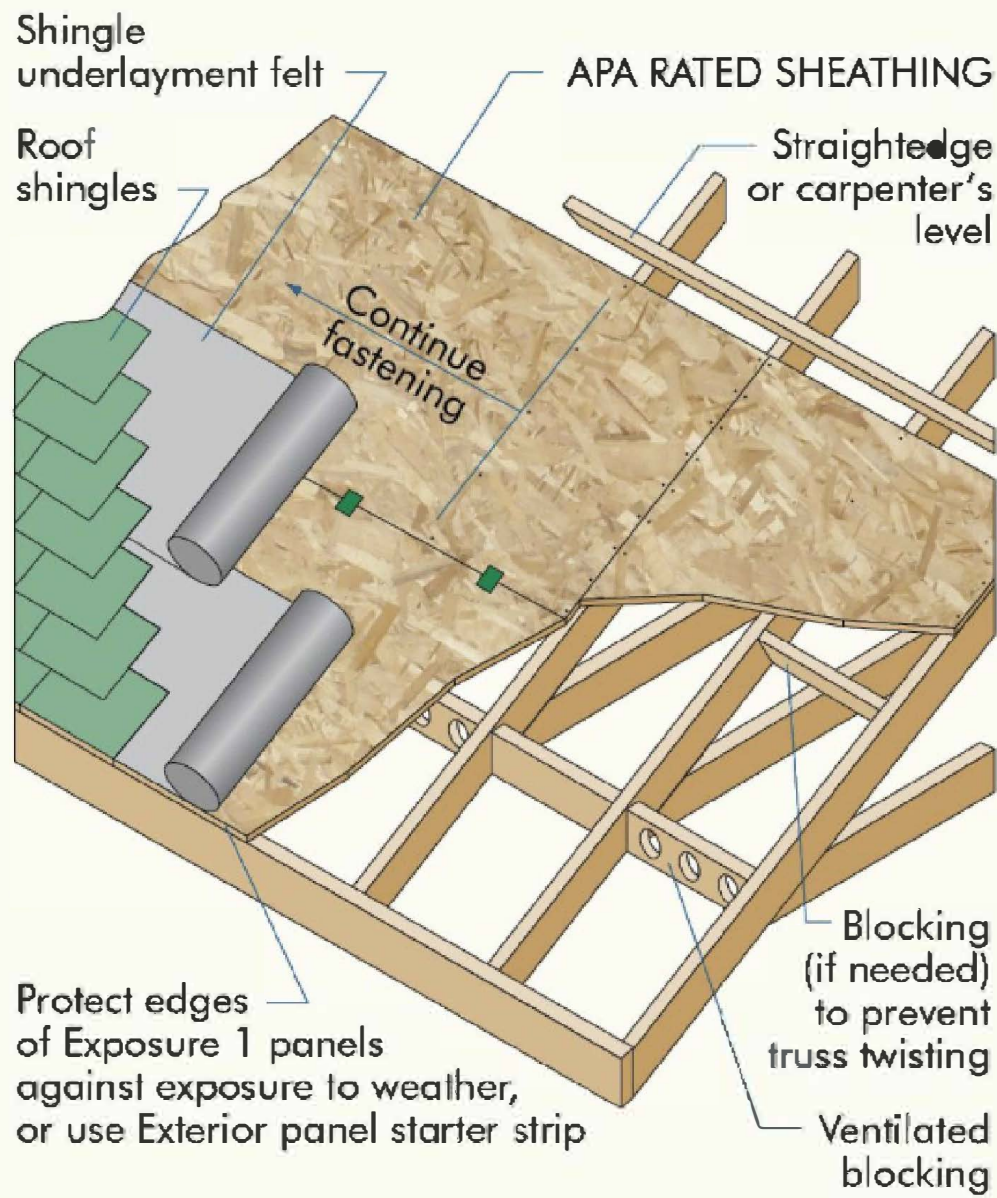 Shingle
underlayment felt
APA RATED SHEATHING
Roof
shingles
Straightedge
or carpenter's
level
Continue
fastening
Protect edges
of Exposure 1 panels
against exposure to weather,
or use Exterior panel starter strip
Blocking
(if needed)
to prevent
truss twisting
Ventilated
blocking